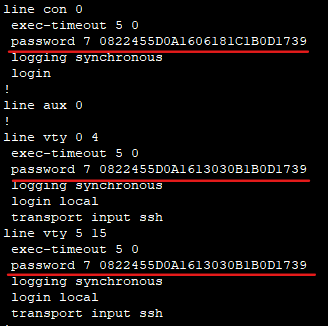 line con 0
exec-timeout 5 0
password 7 0822455D0A1606181C1B0D1739
logging synchronous
login
!
line aux 0
!
line vty 0 4
exec-timeout 5 0
password 7 0822455D0A1613030B1B0D1739
logging synchronous
login local
transport input ssh
line vty 5 15
exec-timeout 5 0
password 7 0822455D0A1613030B1B0D1739
logging synchronous
login local
transport input ssh